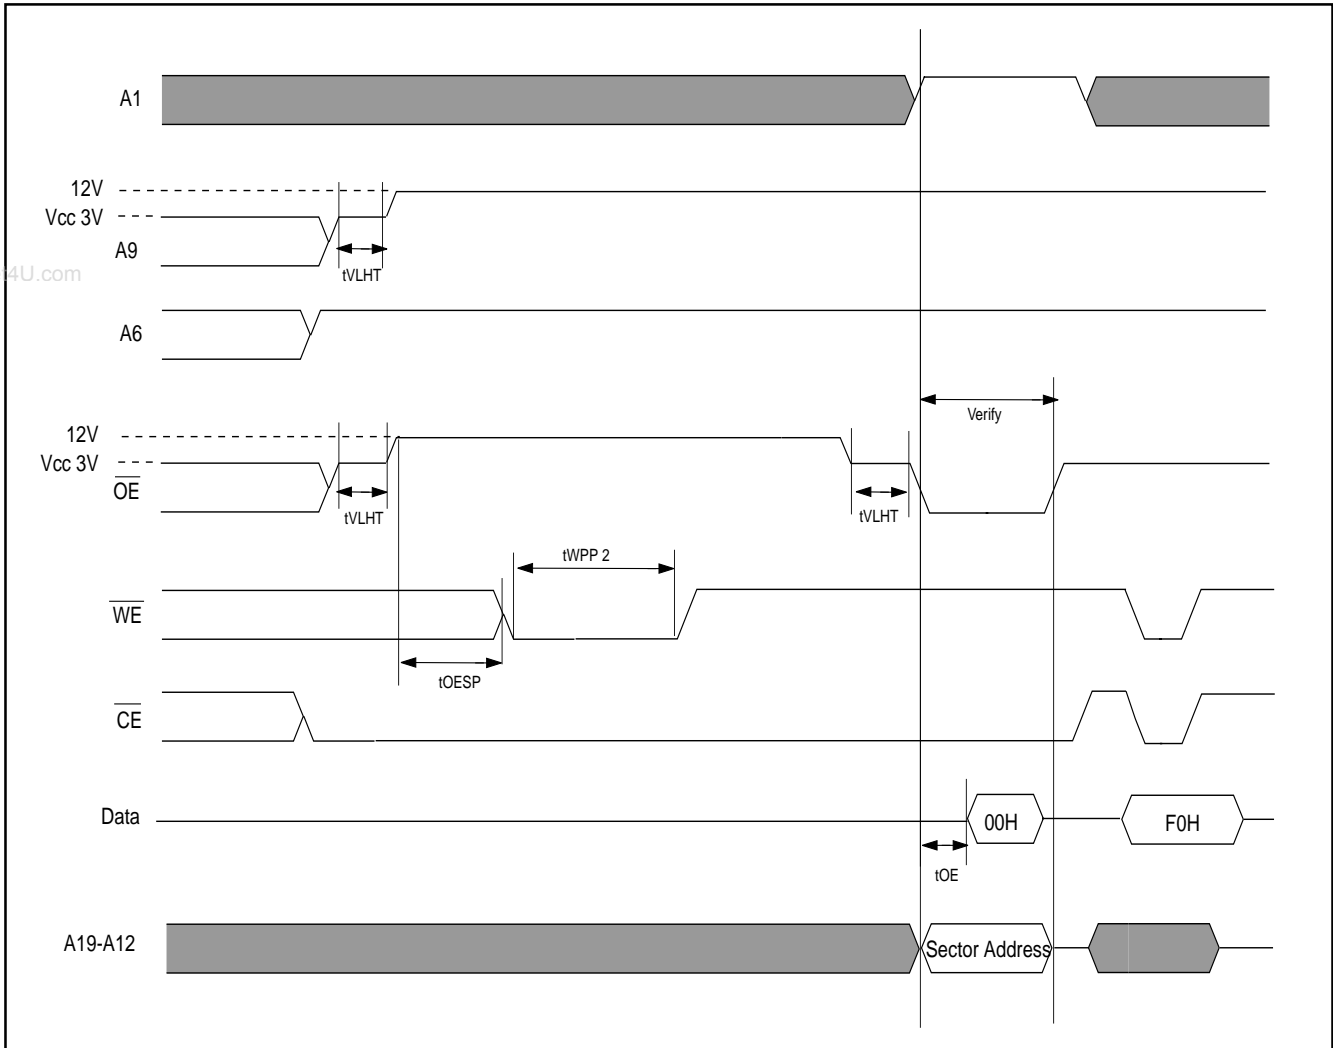 A1
12V
Vcc 3V
A9
tVLHT
t4U.com
A6
Verify
12V
Vcc 3V
OE
tVLHT
tVLHT
tWPP 2
WE
tOESP
CE
Data
00H
F0H
tOE
A19-A12
Sector Address